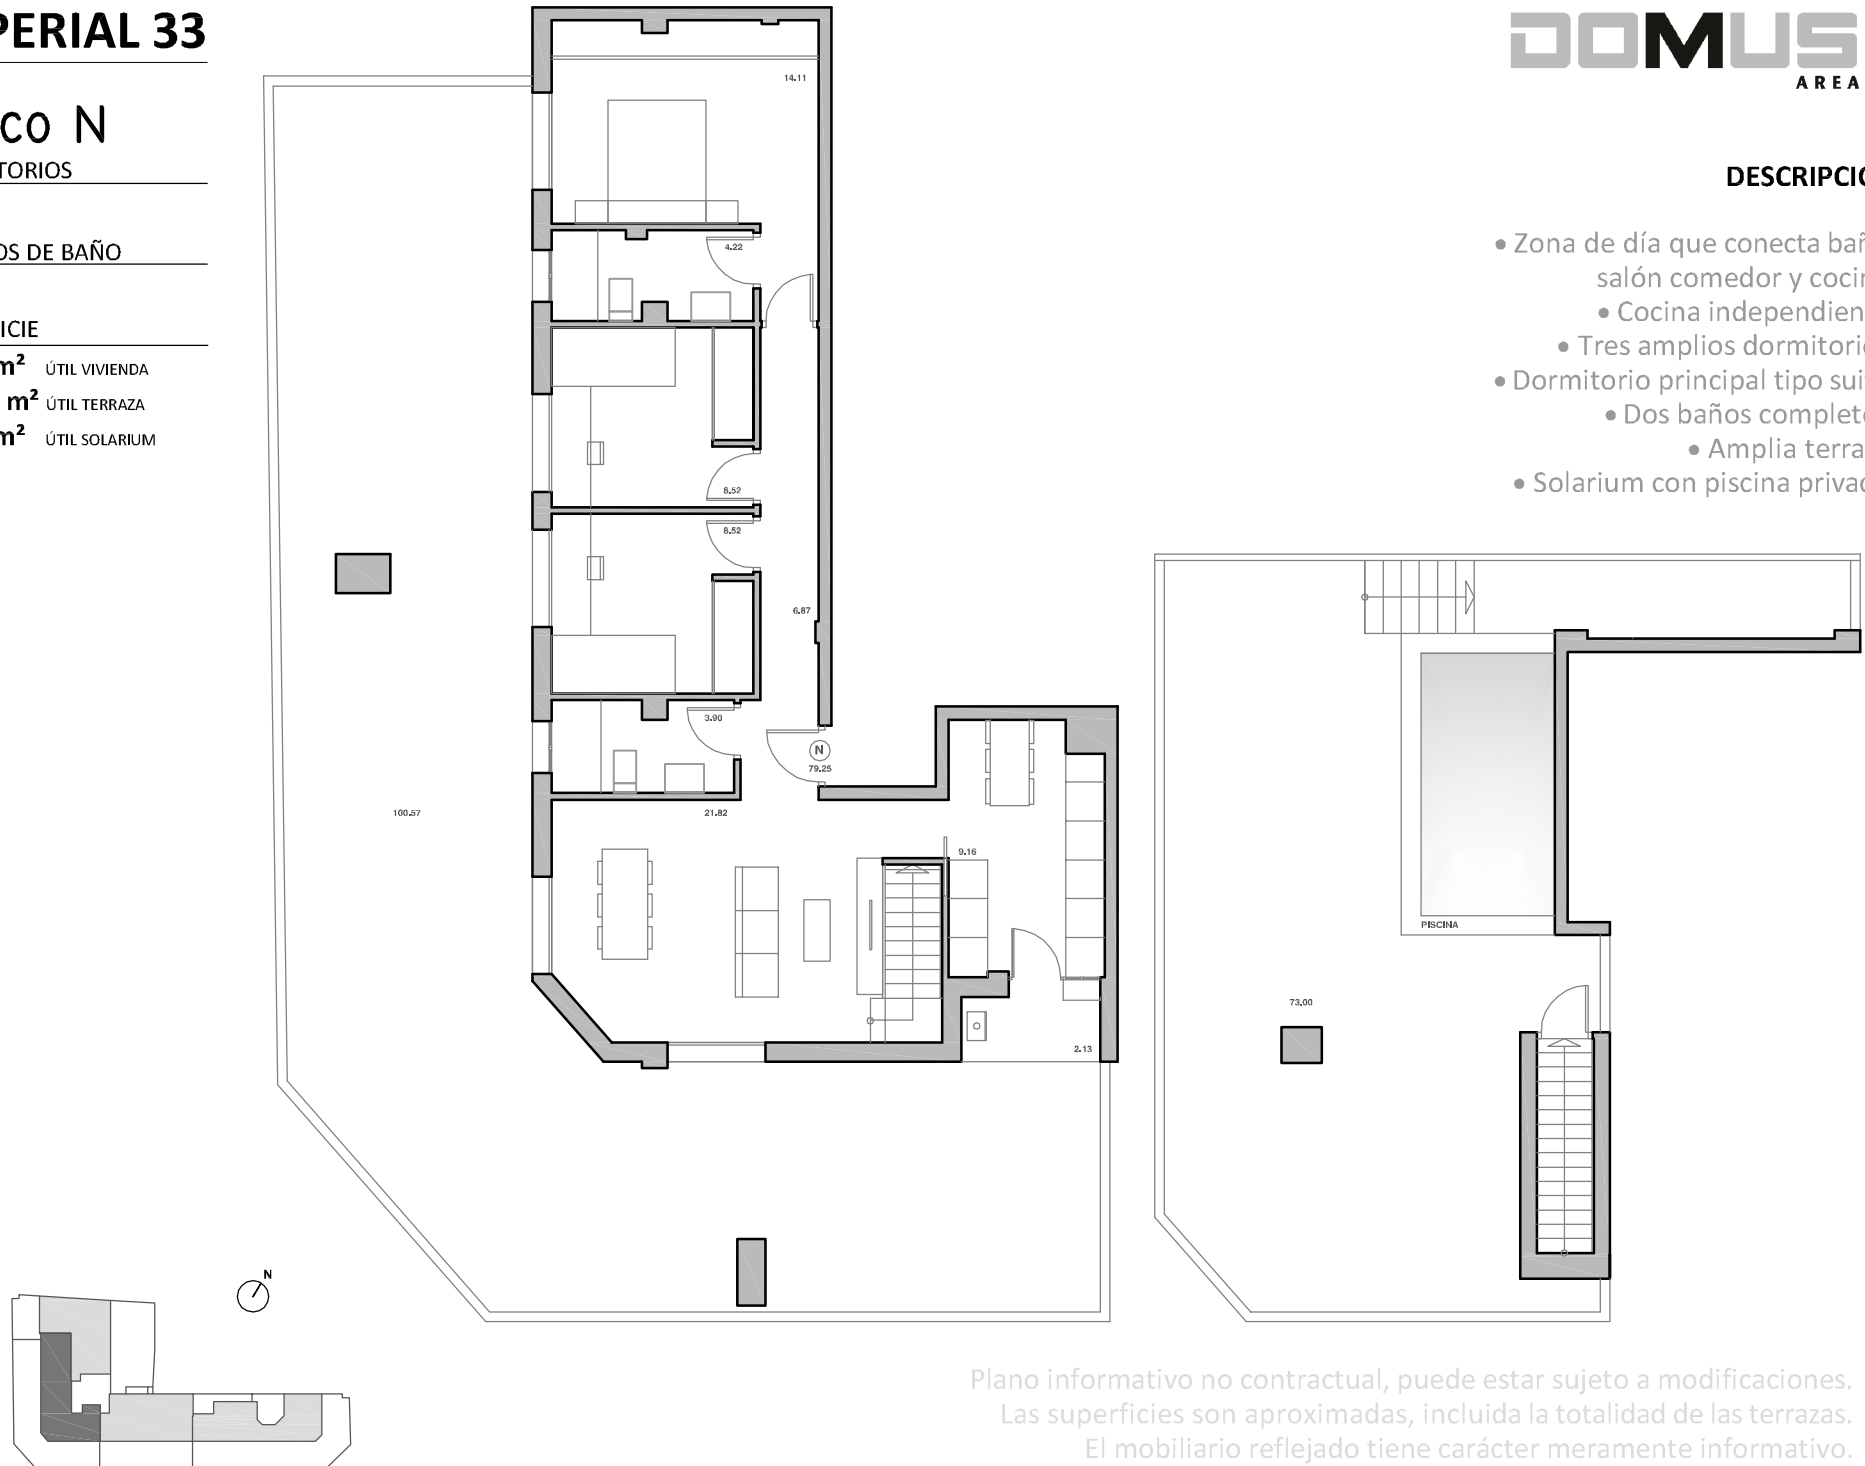 PERIAL 33
co N
TORIOS
OS DE BAÑO
ICIE
m² ÚTIL VIVIENDA
m² ÚTIL TERRAZA
m² ÚTIL SOLARIUM
DOMUS
AREA
DESCRIPCIO
• Zona de día que conecta bañ
salón comedor y cocin
• Cocina independien
• Tres amplios dormitorio
• Dormitorio principal tipo suit
• Dos baños completo
• Amplia terra
• Solarium con piscina privad
14.11
4.22
8.52
8.52
6.87
3.90
N
79.25
100.57
21.82
9.16
2.13
PISCINA
73.00
N
Plano informativo no contractual, puede estar sujeto a modificaciones.
Las superficies son aproximadas, incluida la totalidad de las terrazas.
El mobiliario reflejado tiene carácter meramente informativo.